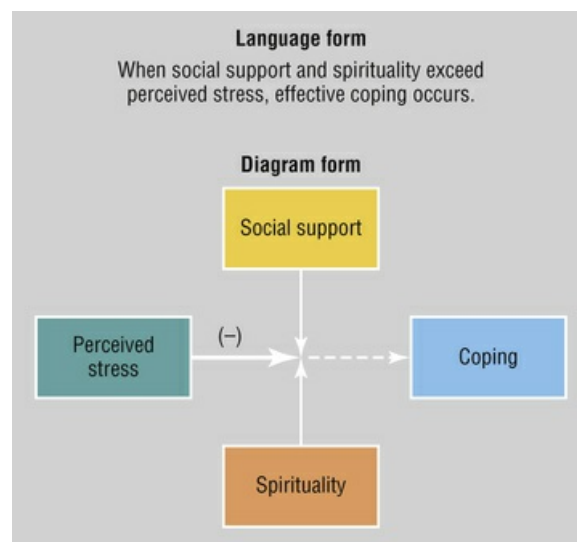 Language form
When social support and spirituality exceed
perceived stress, effective coping occurs.
Diagram form
Social support
(–)
Perceived
stress
Coping
Spirituality